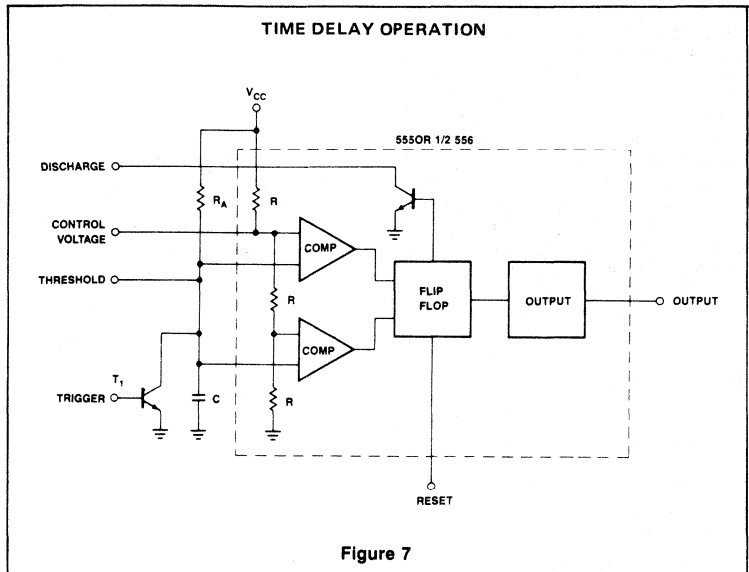 TIME DELAY OPERATION
VCC
555OR 1/2 556
DISCHARGE
RA
R
CONTROL
VOLTAGE
COMP
THRESHOLD
R
FLIP
FLOP
OUTPUT
OUTPUT
COMP
T1
TRIGGER
C
R
RESET
Figure 7